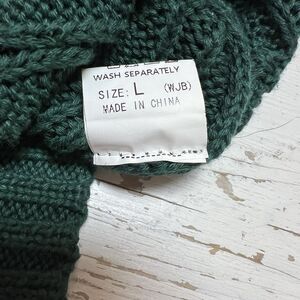 WASH SEPARATELY
SIZE: L (WJB)
MADE IN CHINA